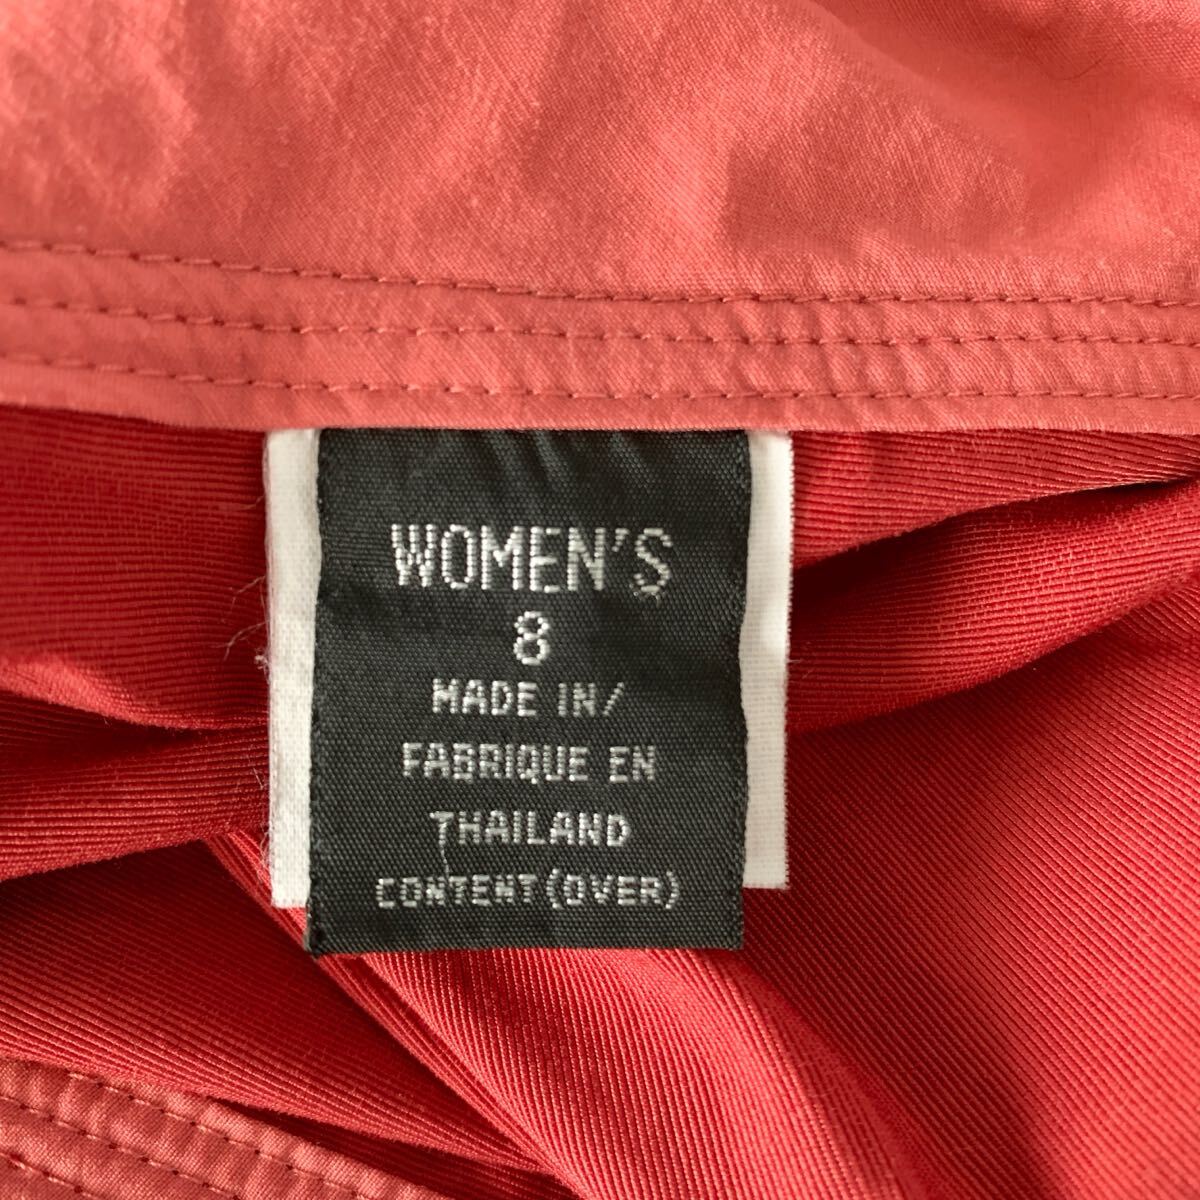 WOMEN'S
8
MADE IN/
FABRIQUE EN
THAILAND
CONTENT (OVER)